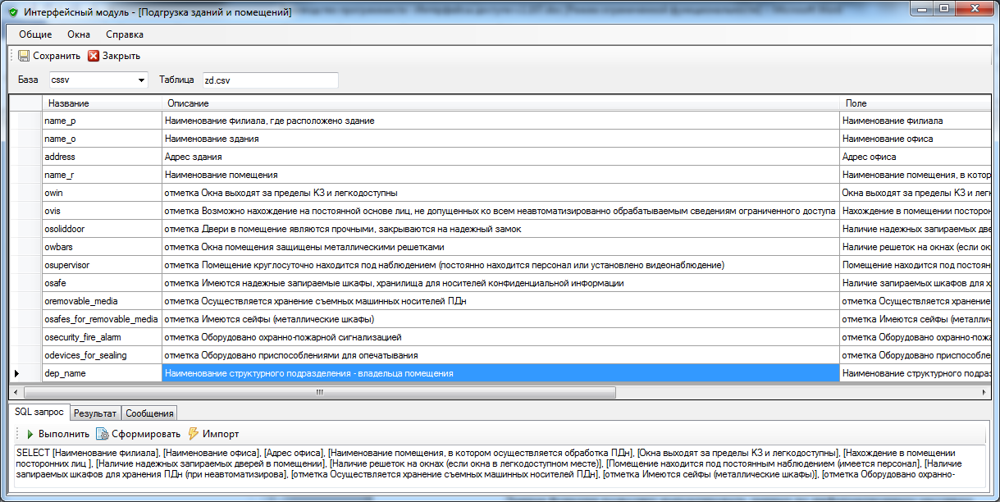 Интерфейсный модуль - [Подгрузка зданий и помещений]
Общие Окна Справка
Сохранить Закрыть
База cssv Таблица zd.csv
Название Описание Поле
name_p Наименование филиала, где расположено здание Наименование филиала
name_o Наименование здания Наименование офиса
address Адрес здания Адрес офиса
name_r Наименование помещения Наименование помещения, в котор
owin отметка Окна выходят за пределы КЗ и легкодоступны Окна выходят за пределы КЗ и легк
ovis отметка Возможно нахождение на постоянной основе лиц, не допущенных ко всем неавтоматизированно обрабатываемым сведениям ограниченного доступа Нахождение в помещении посторон
osoliddoor отметка Двери в помещение являются прочными, закрываются на надежный замок Наличие надежных запираемых две
owbars отметка Окна помещения защищены металлическими решетками Наличие решеток на окнах (если ок
osupervisor отметка Помещение круглосуточно находится под наблюдением (постоянно находится персонал или установлено видеонаблюдение) Помещение находится под постоян
osafe отметка Имеются надежные запираемые шкафы, хранилища для носителей конфиденциальной информации Наличие запираемых шкафов для х
oremovable_media отметка Осуществляется хранение съемных машинных носителей ПДн отметка Осуществляется хранение
osafes_for_removable_media отметка Имеются сейфы (металлические шкафы) отметка Имеются сейфы (металлич
osecurity_fire_alarm отметка Оборудовано охранно-пожарной сигнализацией отметка Оборудовано охранно-пожа
odevices_for_sealing отметка Оборудовано приспособлениями для опечатывания отметка Оборудовано приспособле
dep_name Наименование структурного подразделения - владельца помещения Наименование структурного подраз
SQL запрос Результат Сообщения
Выполнить Сформировать Импорт
SELECT [Наименование филиала], [Наименование офиса], [Адрес офиса], [Наименование помещения, в котором осуществляется обработка ПДн], [Окна выходят за пределы КЗ и легкодоступны], [Нахождение в помещении
посторонних лиц ], [Наличие надежных запираемых дверей в помещении], [Наличие решеток на окнах (если окна в легкодоступном месте)], [Помещение находится под постоянным наблюдением (имеется персонал], [Наличие
запираемых шкафов для хранения ПДн (при неавтоматизирова], [отметка Осуществляется хранение съемных машинных носителей ПДн], [отметка Имеются сейфы (металлические шкафы)], [отметка Оборудовано охранно-